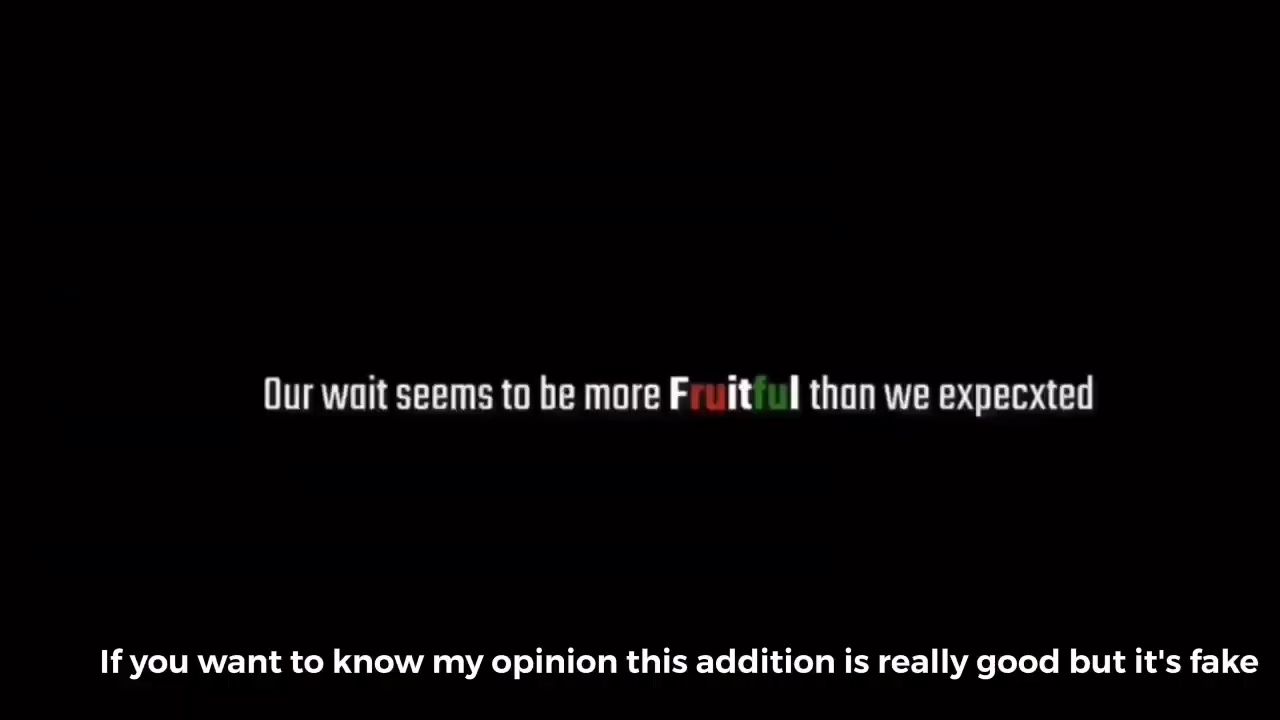 Our wait seems to be more Fruitful than we expecxted
If you want to know my opinion this addition is really good but it's fake